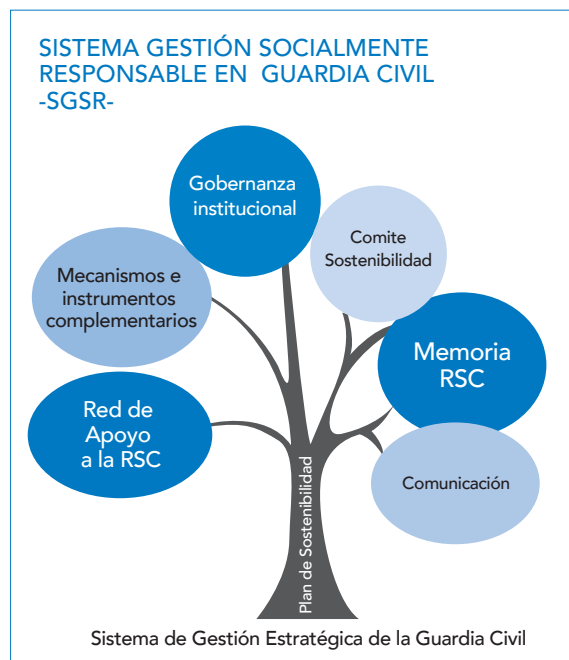 SISTEMA GESTIÓN SOCIALMENTE
RESPONSABLE EN GUARDIA CIVIL
-SGSR-
Gobernanza
institucional
Comite
Sostenibilidad
Mecanismos e
instrumentos
complementarios
Memoria
RSC
Red de
Apoyo
a la RSC
Comunicación
Plan de Sostenibilidad
Sistema de Gestión Estratégica de la Guardia Civil